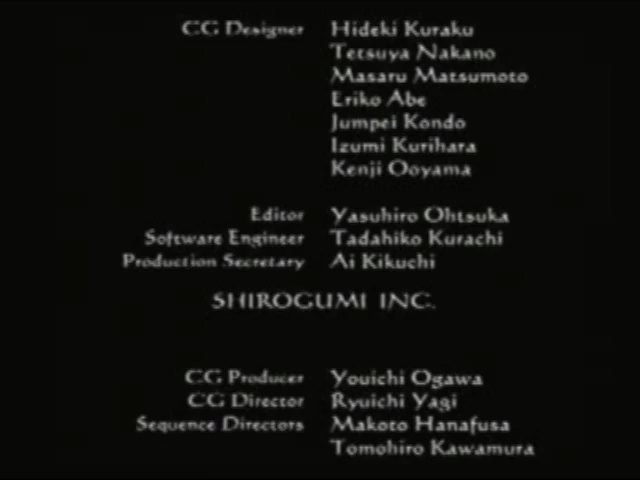 CG Designer Hideki Kuraku
Tetsuya Nakano
Masaru Matsumoto
Eriko Abe
Jumpei Kondo
Izumi Kurihara
Kenji Ooyama
Editor Yasuhiro Ohtsuka
Software Engineer Tadahiko Kurachi
Production Secretary Ai Kikuchi
SHIROGUMI INC.
CG Producer Youichi Ogawa
CG Director Ryuichi Yagi
Sequence Directors Makoto Hanafusa
Tomohiro Kawamura